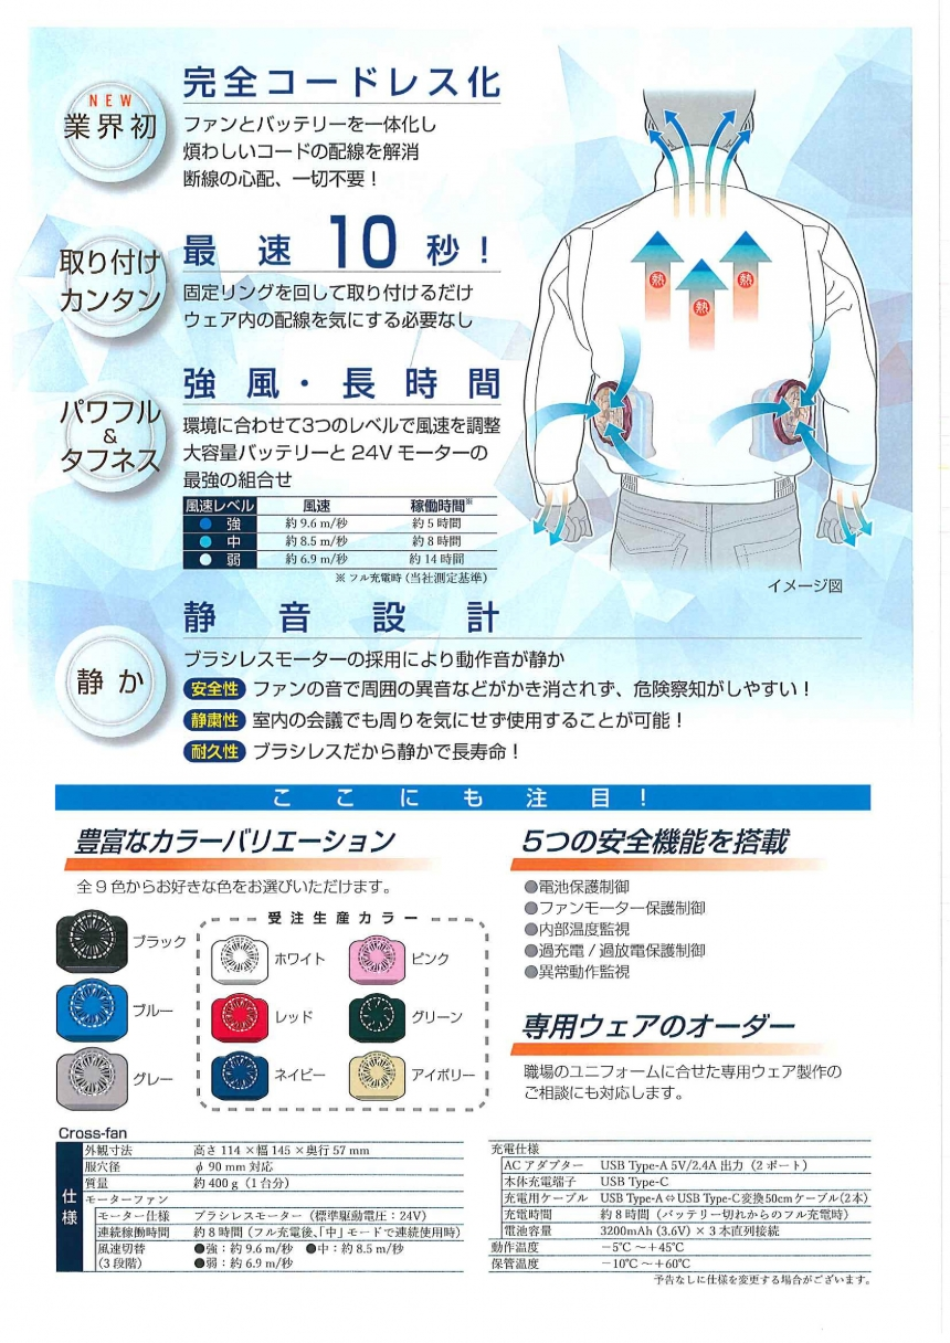 NEW
業界初
完全コードレス化
ファンとバッテリーを一体化し
煩わしいコードの配線を解消
断線の心配、一切不要！
取り付け
カンタン
最速10秒！
固定リングを回して取り付けるだけ
ウェア内の配線を気にする必要なし
パワフル
&
タフネス
強風・長時間
環境に合わせて3つのレベルで風速を調整
大容量バッテリーと 24V モーターの
最強の組合せ
風速レベル 風速 稼働時間※
強 約 9.6 m/秒 約 5 時間
中 約 8.5 m/秒 約 8 時間
弱 約 6.9 m/秒 約 14 時間
※ フル充電時 (当社測定基準)
熱 熱 熱
イメージ図
静か
静音設計
ブラシレスモーターの採用により動作音が静か
安全性 ファンの音で周囲の異音などがかき消されず、危険察知がしやすい！
静粛性 室内の会議でも周りを気にせず使用することが可能！
耐久性 ブラシレスだから静かで長寿命！
ここにも注目！
豊富なカラーバリエーション
全 9 色からお好きな色をお選びいただけます。
ブラック
ブルー
グレー
受注生産カラー
ホワイト ピンク
レッド グリーン
ネイビー アイボリー
5つの安全機能を搭載
●電池保護制御
●ファンモーター保護制御
●内部温度監視
●過充電 / 過放電保護制御
●異常動作監視
専用ウェアのオーダー
職場のユニフォームに合せた専用ウェア製作の
ご相談にも対応します。
Cross-fan
仕様
外観寸法 高さ 114 × 幅 145 × 奥行 57 mm
服穴径 φ 90 mm 対応
質量 約 400 g (1 台分)
モーターファン
モーター仕様 ブラシレスモーター (標準駆動電圧：24V)
連続稼働時間 約 8 時間 (フル充電後、「中」モードで連続使用時)
風速切替 ●強：約 9.6 m/秒 ●中：約 8.5 m/秒
(3 段階) ●弱：約 6.9 m/秒
充電仕様
AC アダプター USB Type-A 5V/2.4A 出力 (2 ポート)
本体充電端子 USB Type-C
充電用ケーブル USB Type-A⇔USB Type-C変換50cmケーブル(2本)
充電時間 約 8 時間 (バッテリー切れからのフル充電時)
電池容量 3200mAh (3.6V) × 3 本直列接続
動作温度 －5℃ ～＋45℃
保管温度 －10℃ ～＋60℃
予告なしに仕様を変更する場合がございます。